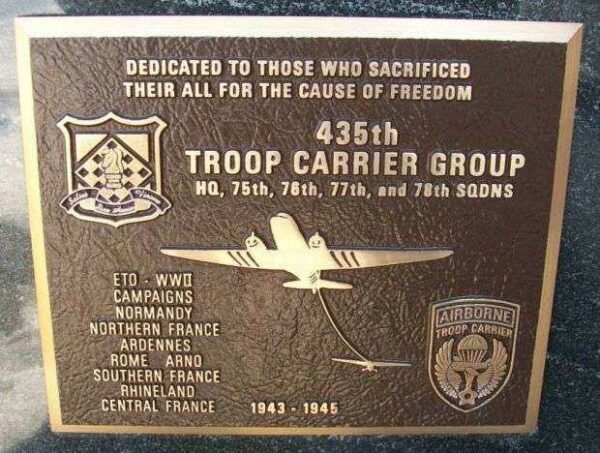 DEDICATED TO THOSE WHO SACRIFICED
THEIR ALL FOR THE CAUSE OF FREEDOM
435th
TROOP CARRIER GROUP
HQ, 75th, 76th, 77th, and 78th SQDNS
ETO - WWII
CAMPAIGNS
NORMANDY
NORTHERN FRANCE
ARDENNES
ROME ARNO
SOUTHERN FRANCE
RHINELAND
CENTRAL FRANCE
1943 - 1945
AIRBORNE
TROOP CARRIER